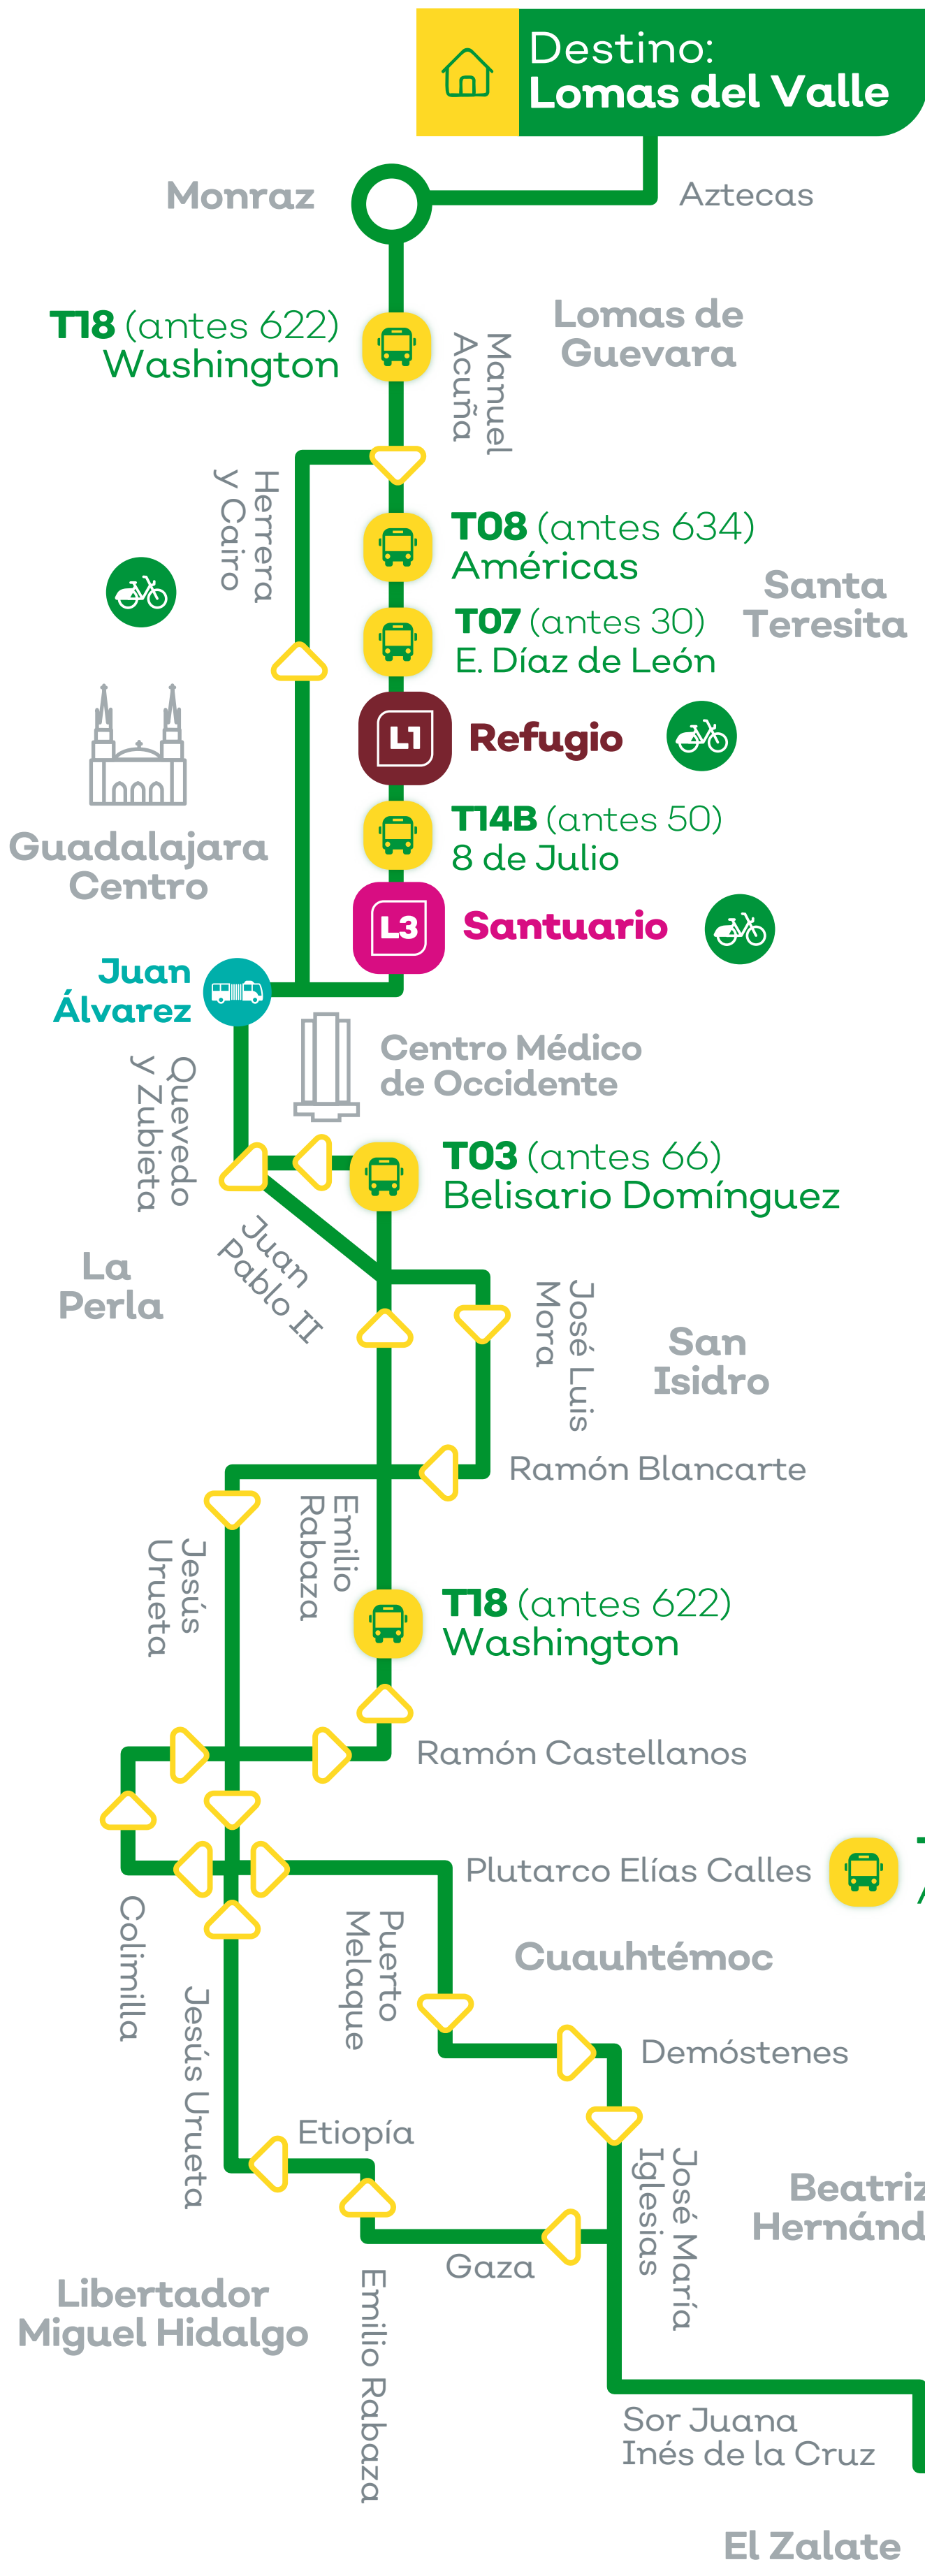 Destino:
Lomas del Valle
Monraz
Aztecas
T18 (antes 622)
Washington
Lomas de
Guevara
Manuel
Acuña
Herrera
y Cairo
T08 (antes 634)
Américas
Santa
Teresita
T07 (antes 30)
E. Díaz de León
L1
Refugio
T14B (antes 50)
8 de Julio
Guadalajara
Centro
L3
Santuario
Juan
Álvarez
Centro Médico
de Occidente
Quevedo
y Zubieta
T03 (antes 66)
Belisario Domínguez
Juan
Pablo II
La
Perla
José Luis
Mora
San
Isidro
Ramón Blancarte
Emilio
Rabaza
Jesús
Urueta
T18 (antes 622)
Washington
Ramón Castellanos
Plutarco Elías Calles
Colimilla
Puerto
Melaque
Cuauhtémoc
Jesús Urueta
Demóstenes
Etiopía
José María
Iglesias
Beatriz
Hernánd
Gaza
Libertador
Miguel Hidalgo
Emilio Rabaza
Sor Juana
Inés de la Cruz
El Zalate